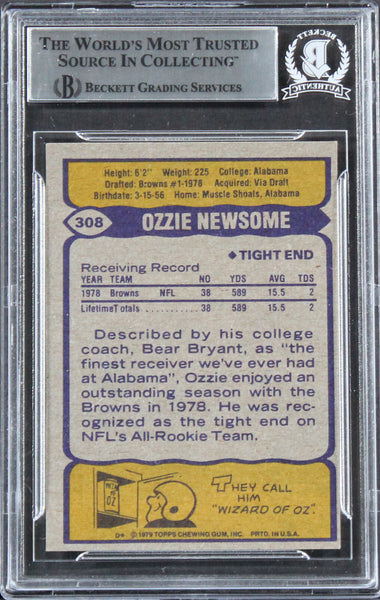 THE WORLD'S MOST TRUSTED
SOURCE IN COLLECTING™
B BECKETT GRADING SERVICES
BECKETT
B
AUTHENTIC
Height: 6'2" Weight: 225 College: Alabama
Drafted: Browns #1-1978 Acquired: Via Draft
Birthdate: 3-15-56 Home: Muscle Shoals, Alabama
308 OZZIE NEWSOME
◆TIGHT END
Receiving Record
YEAR TEAM NO YDS AVG TDS
1978 Browns NFL 38 589 15.5 2
Lifetime Totals 38 589 15.5 2
Described by his college
coach, Bear Bryant, as "the
finest receiver we've ever had
at Alabama", Ozzie enjoyed an
outstanding season with the
Browns in 1978. He was rec-
ognized as the tight end on
NFL's All-Rookie Team.
THEY CALL
HIM
"WIZARD OF OZ".
D* © 1979 TOPPS CHEWING GUM, INC. PRTD. IN U.S.A.